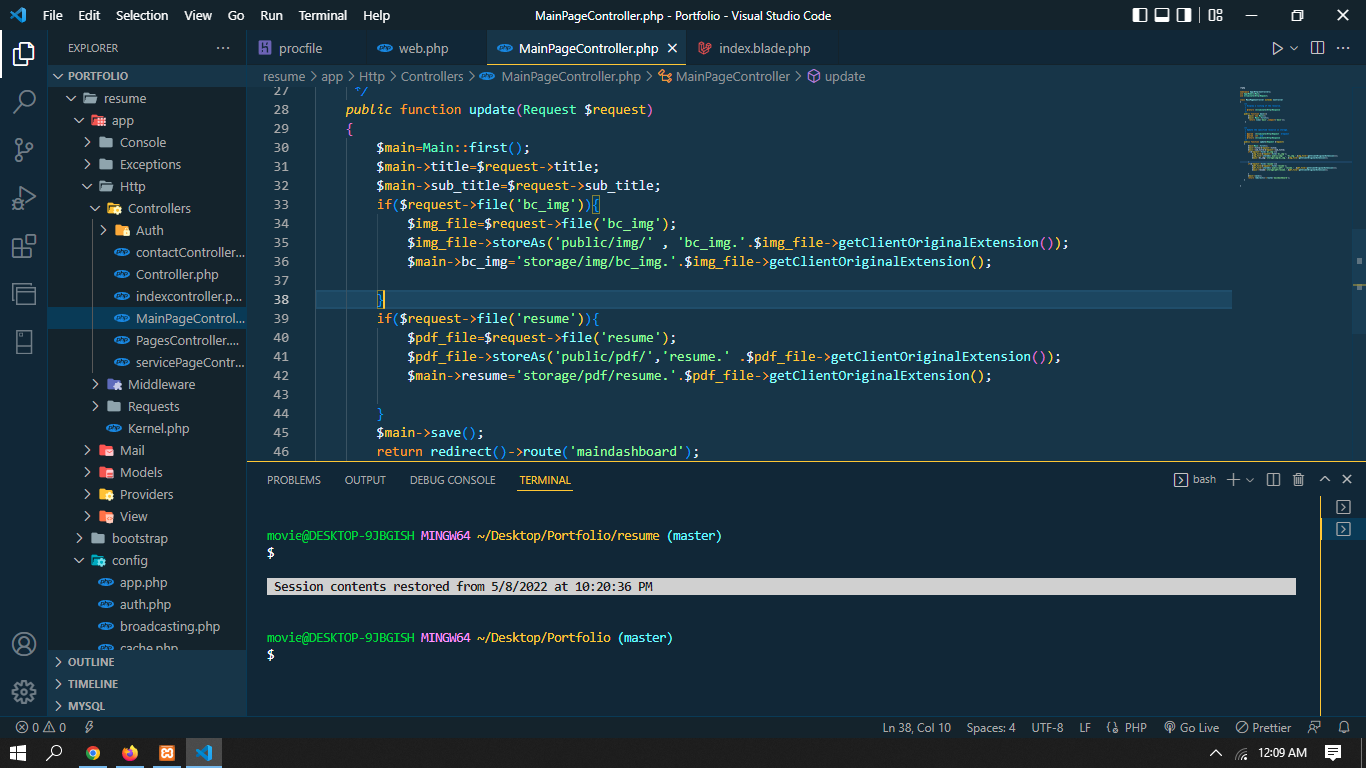 File Edit Selection View Go Run Terminal Help MainPageController.php - Portfolio - Visual Studio Code
EXPLORER ···
procfile web.php MainPageController.php index.blade.php
PORTFOLIO
resume > app > Http > Controllers > MainPageController.php > MainPageController > update
resume
app
Console
Exceptions
Http
Controllers
Auth
contactController...
Controller.php
indexcontroller.p...
MainPageControl...
PagesController....
servicePageContr...
Middleware
Requests
Kernel.php
Mail
Models
Providers
View
bootstrap
config
app.php
auth.php
broadcasting.php
cache.php
OUTLINE
TIMELINE
MYSQL
27 */
28 public function update(Request $request)
29 {
30 $main=Main::first();
31 $main->title=$request->title;
32 $main->sub_title=$request->sub_title;
33 if($request->file('bc_img')){
34 $img_file=$request->file('bc_img');
35 $img_file->storeAs('public/img/' , 'bc_img.'.$img_file->getClientOriginalExtension());
36 $main->bc_img='storage/img/bc_img.'.$img_file->getClientOriginalExtension();
37
38 }
39 if($request->file('resume')){
40 $pdf_file=$request->file('resume');
41 $pdf_file->storeAs('public/pdf/','resume.' .$pdf_file->getClientOriginalExtension());
42 $main->resume='storage/pdf/resume.'.$pdf_file->getClientOriginalExtension();
43
44 }
45 $main->save();
46 return redirect()->route('maindashboard');
PROBLEMS OUTPUT DEBUG CONSOLE TERMINAL bash
movie@DESKTOP-9JBGISH MINGW64 ~/Desktop/Portfolio/resume (master)
$
Session contents restored from 5/8/2022 at 10:20:36 PM
movie@DESKTOP-9JBGISH MINGW64 ~/Desktop/Portfolio (master)
$
0 0 Ln 38, Col 10 Spaces: 4 UTF-8 LF {} PHP Go Live Prettier
12:09 AM